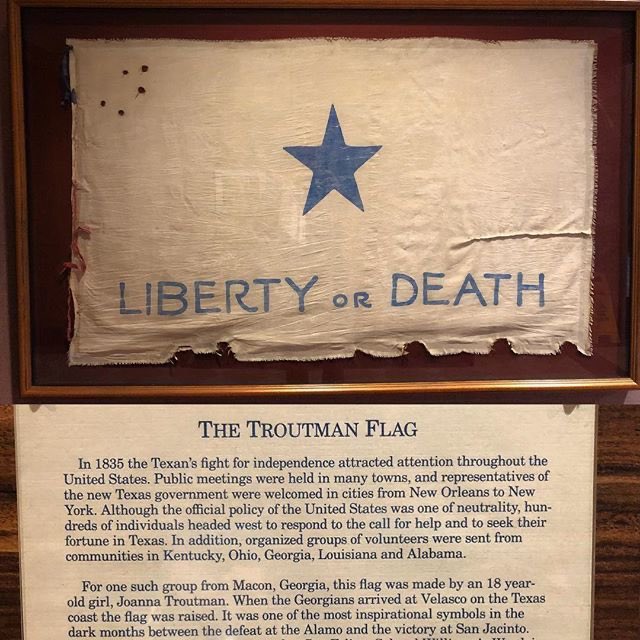 LIBERTY OR DEATH
THE TROUTMAN FLAG
In 1835 the Texan's fight for independence attracted attention throughout the
United States. Public meetings were held in many towns, and representatives of
the new Texas government were welcomed in cities from New Orleans to New
York. Although the official policy of the United States was one of neutrality, hun-
dreds of individuals headed west to respond to the call for help and to seek their
fortune in Texas. In addition, organized groups of volunteers were sent from
communities in Kentucky, Ohio, Georgia, Louisiana and Alabama.
For one such group from Macon, Georgia, this flag was made by an 18 year-
old girl, Joanna Troutman. When the Georgians arrived at Velasco on the Texas
coast the flag was raised. It was one of the most inspirational symbols in the
dark months between the defeat at the Alamo and the victory at San Jacinto.